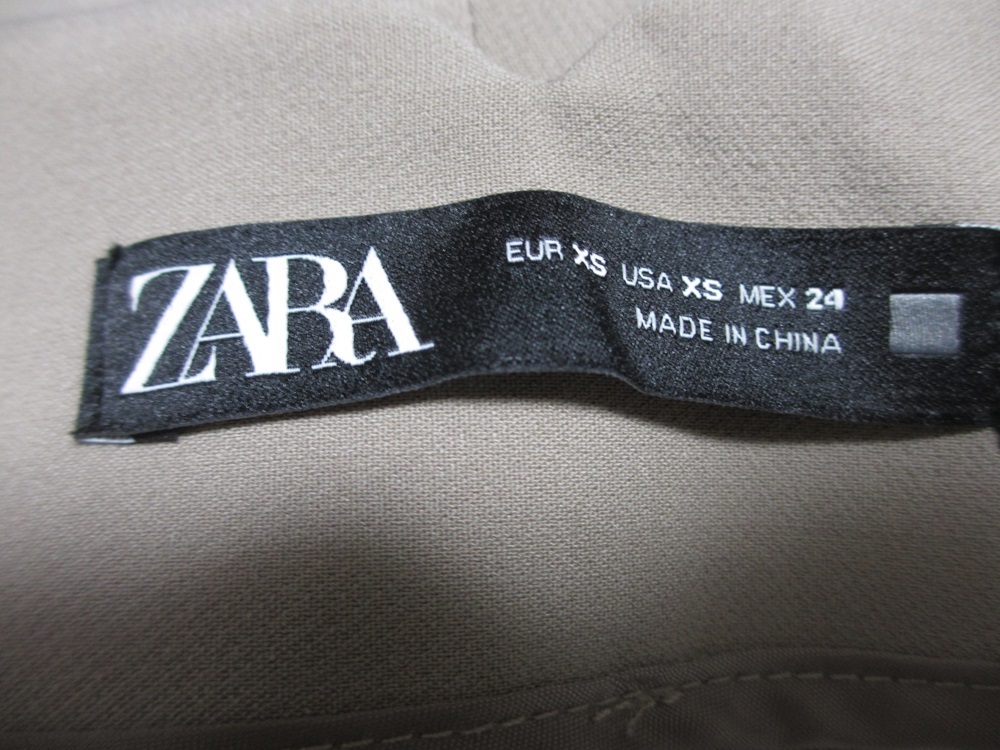 ZARA
EUR XS USA XS MEX 24
MADE IN CHINA